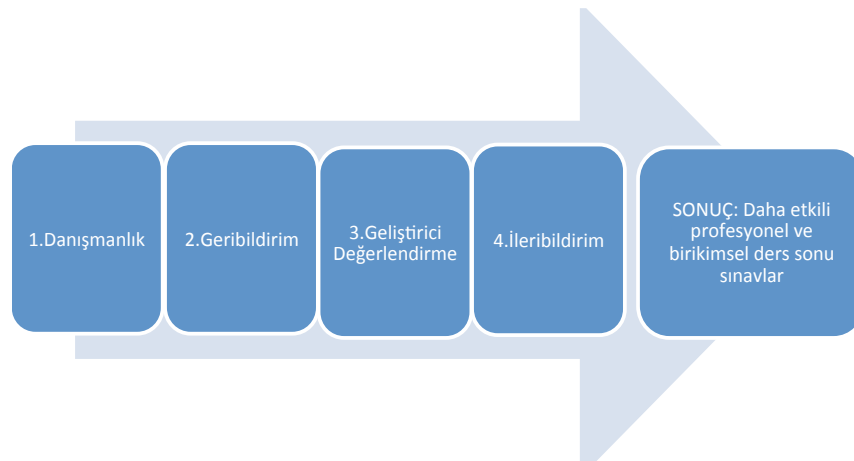 1.Danışmanlık
2.Geribildirim
3.Geliştirici
Değerlendirme
4.İleribildirim
SONUÇ: Daha etkili
profesyonel ve
birikimsel ders sonu
sınavlar